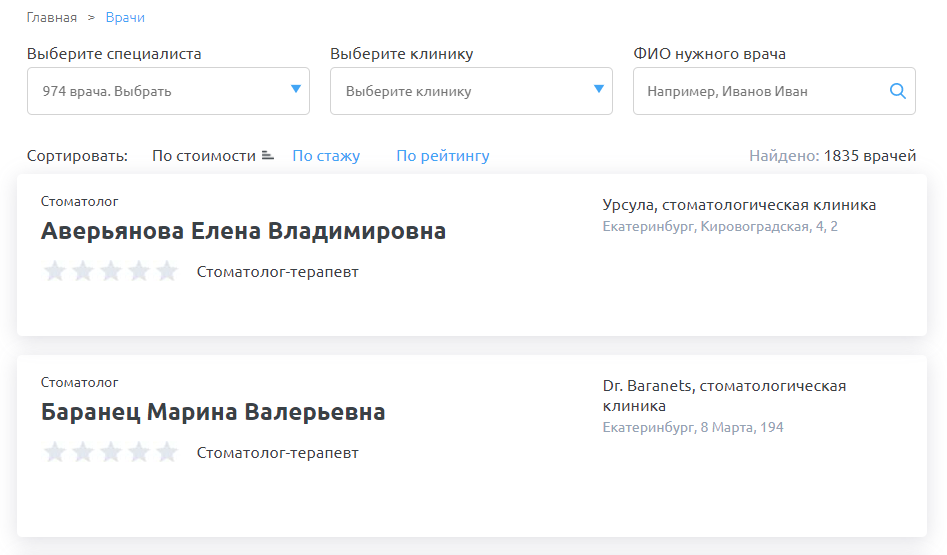 Главная > Врачи
Выберите специалиста
974 врача. Выбрать
Выберите клинику
Выберите клинику
ФИО нужного врача
Например, Иванов Иван
Сортировать: По стоимости По стажу По рейтингу
Найдено: 1835 врачей
Стоматолог
Аверьянова Елена Владимировна
Стоматолог-терапевт
Урсула, стоматологическая клиника
Екатеринбург, Кировоградская, 4, 2
Стоматолог
Баранец Марина Валерьевна
Стоматолог-терапевт
Dr. Baranets, стоматологическая
клиника
Екатеринбург, 8 Марта, 194